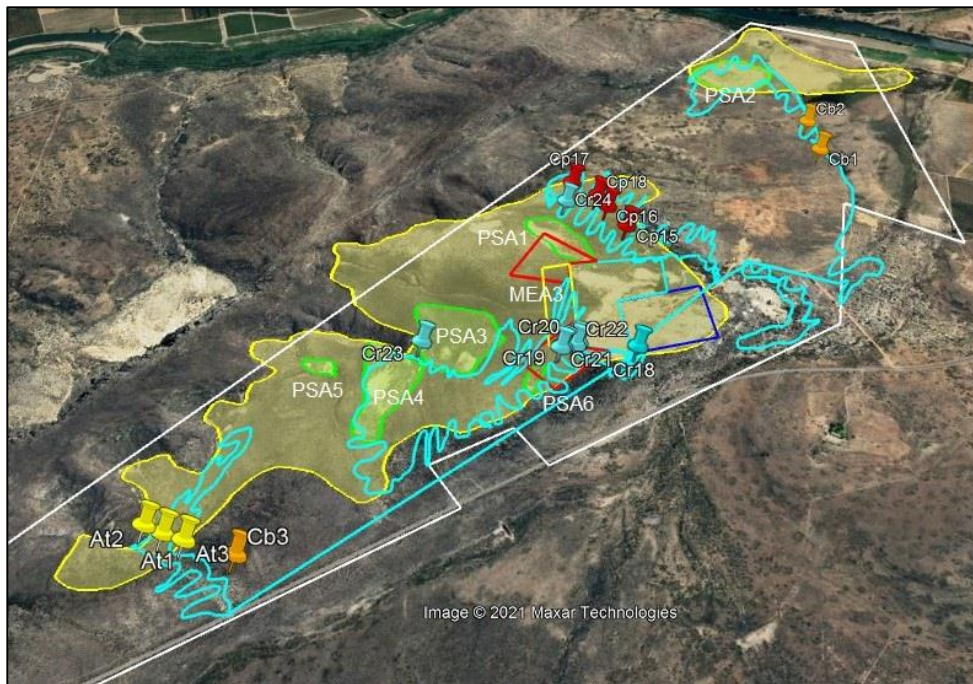 PSA2
Cb2
Cb1
Cp17
Cp18
Cr24
Cp16
Cp15
PSA1
MEA3
PSA3
Cr20
Cr22
Cr23
Cr19
Cr21
Cr18
PSA5
PSA4
PSA6
At2
At1
At3
Cb3
Image © 2021 Maxar Technologies